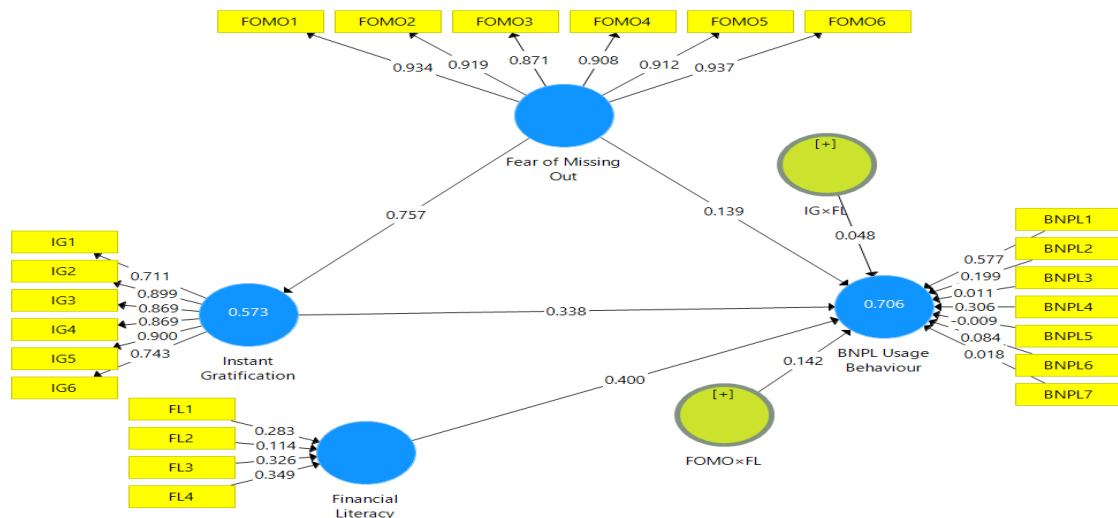 FOMO1 FOMO2 FOMO3 FOMO4 FOMO5 FOMO6
0.934 0.919 0.871 0.908 0.912 0.937
Fear of Missing
Out
[+]
IG×FL
0.757
0.139
0.048
IG1
IG2
IG3
IG4
IG5
IG6
0.711
0.899
0.869
0.869
0.900
0.743
0.573
Instant
Gratification
0.338
0.706
BNPL Usage
Behaviour
BNPL1
BNPL2
BNPL3
BNPL4
BNPL5
BNPL6
BNPL7
0.577
0.199
0.011
0.306
-0.009
0.084
0.018
0.400
0.142
[+]
FOMO×FL
FL1
FL2
FL3
FL4
0.283
0.114
0.326
0.349
Financial
Literacy